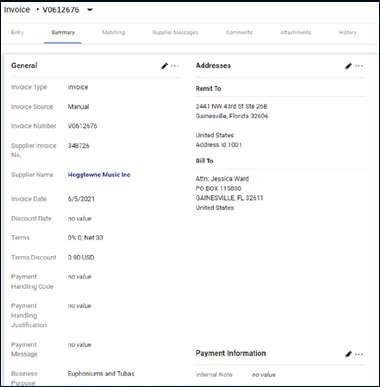 Invoice • V0612676
Entry Summary Matching Supplier Messages Comments Attachments History
General
Invoice Type Invoice
Invoice Source Manual
Invoice Number V0612676
Supplier Invoice No. 348726
Supplier Name Hoggtowne Music Inc
Invoice Date 6/5/2021
Discount Date no value
Terms 0% 0, Net 30
Terms Discount 0.00 USD
Payment Handling Code no value
Payment Handling Justification no value
Payment Message no value
Business Purpose Euphoniums and Tubas
Addresses
Remit To
2441 NW 43rd St Ste 26B
Gainesville, Florida 32606
United States
Address Id 1001
Bill To
Attn: Jessica Ward
PO BOX 115800
GAINESVILLE, FL 32611
United States
Payment Information
Internal Note no value